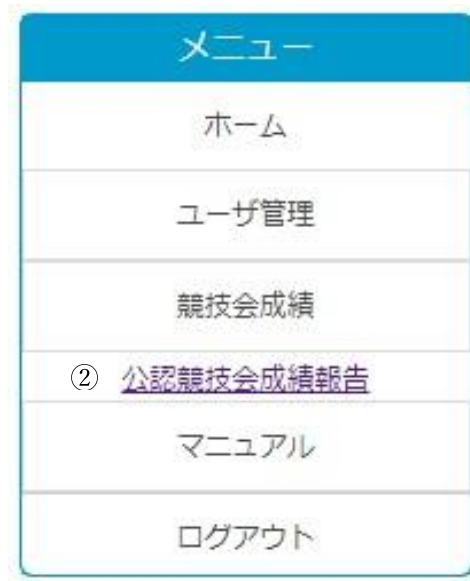 メニュー
ホーム
ユーザ管理
競技会成績
② 公認競技会成績報告
マニュアル
ログアウト